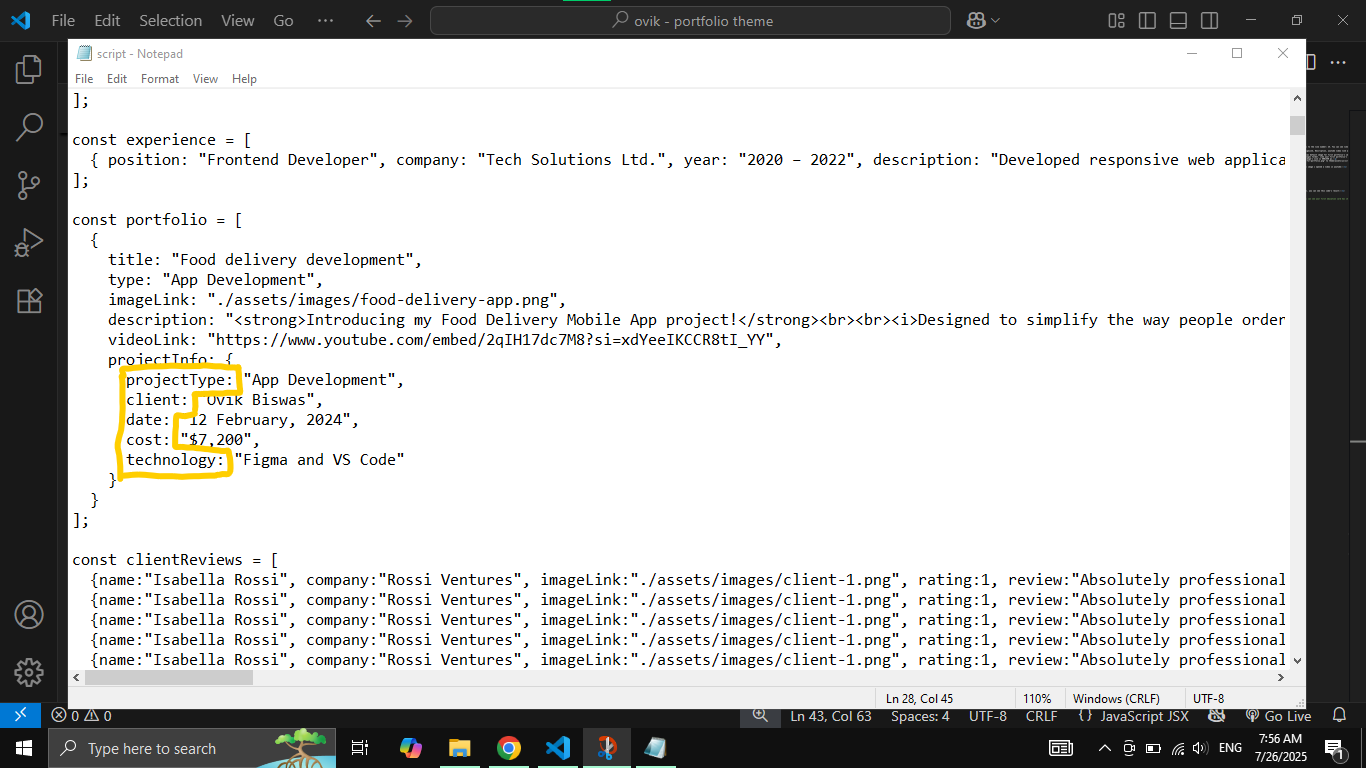 File Edit Selection View Go ··· ovik - portfolio theme
script - Notepad
File Edit Format View Help
];
const experience = [
{ position: "Frontend Developer", company: "Tech Solutions Ltd.", year: "2020 – 2022", description: "Developed responsive web applica
];
const portfolio = [
{
title: "Food delivery development",
type: "App Development",
imageLink: "./assets/images/food-delivery-app.png",
description: "<strong>Introducing my Food Delivery Mobile App project!</strong><br><br><i>Designed to simplify the way people order
videoLink: "https://www.youtube.com/embed/2qIH17dc7M8?si=xdYeeIKCCR8tI_YY",
projectInfo: {
projectType: "App Development",
client: "Ovik Biswas",
date: "12 February, 2024",
cost: "$7,200",
technology: "Figma and VS Code"
}
}
];
const clientReviews = [
{name:"Isabella Rossi", company:"Rossi Ventures", imageLink:"./assets/images/client-1.png", rating:1, review:"Absolutely professional
{name:"Isabella Rossi", company:"Rossi Ventures", imageLink:"./assets/images/client-1.png", rating:1, review:"Absolutely professional
{name:"Isabella Rossi", company:"Rossi Ventures", imageLink:"./assets/images/client-1.png", rating:1, review:"Absolutely professional
{name:"Isabella Rossi", company:"Rossi Ventures", imageLink:"./assets/images/client-1.png", rating:1, review:"Absolutely professional
{name:"Isabella Rossi", company:"Rossi Ventures", imageLink:"./assets/images/client-1.png", rating:1, review:"Absolutely professional
Ln 28, Col 45 110% Windows (CRLF) UTF-8
0 0 Ln 43, Col 63 Spaces: 4 UTF-8 CRLF {} JavaScript JSX Go Live
Type here to search ENG 7:56 AM
7/26/2025 1